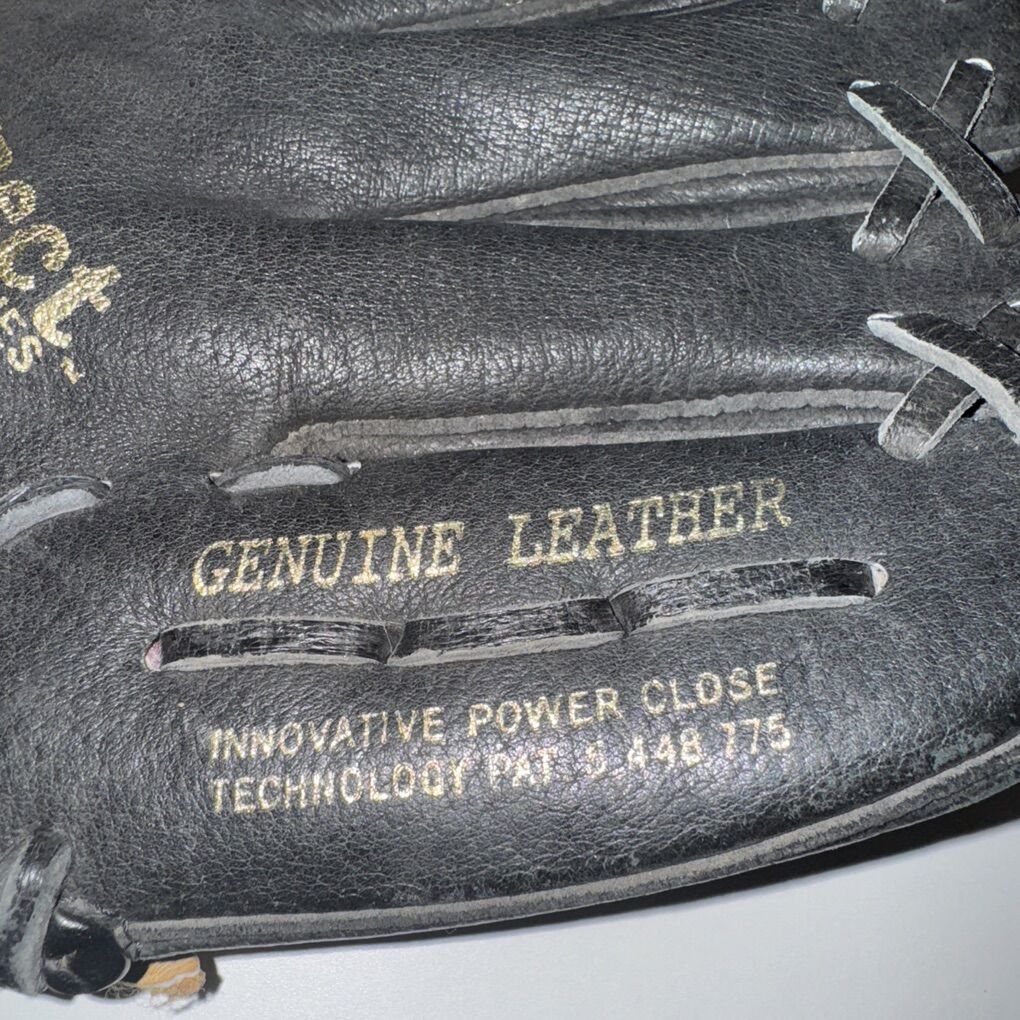 GENUINE LEATHER
INNOVATIVE POWER CLOSE
TECHNOLOGY PAT. 5,448,775